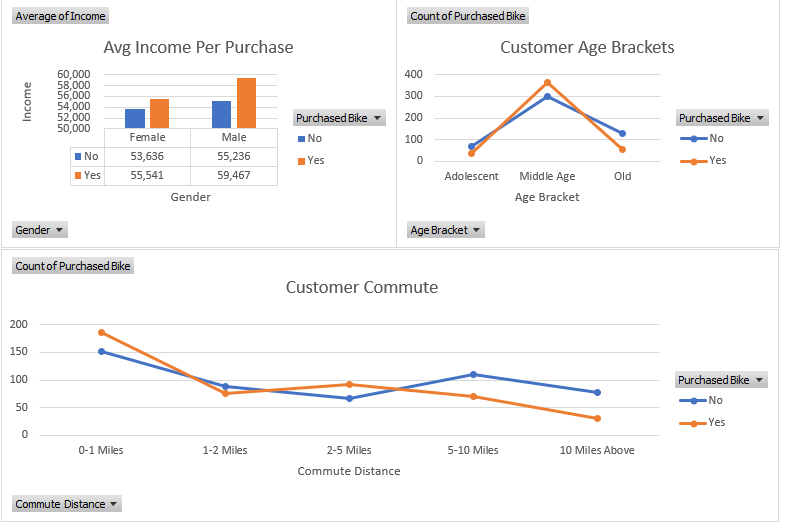 Average of Income
Avg Income Per Purchase
Income
60,000
58,000
56,000
54,000
52,000
50,000
Female Male
No 53,636 55,236
Yes 55,541 59,467
Gender
Purchased Bike
No
Yes
Gender
Count of Purchased Bike
Customer Age Brackets
400
300
200
100
0
Adolescent Middle Age Old
Age Bracket
Purchased Bike
No
Yes
Age Bracket
Count of Purchased Bike
Customer Commute
200
150
100
50
0
0-1 Miles 1-2 Miles 2-5 Miles 5-10 Miles 10 Miles Above
Commute Distance
Purchased Bike
No
Yes
Commute Distance